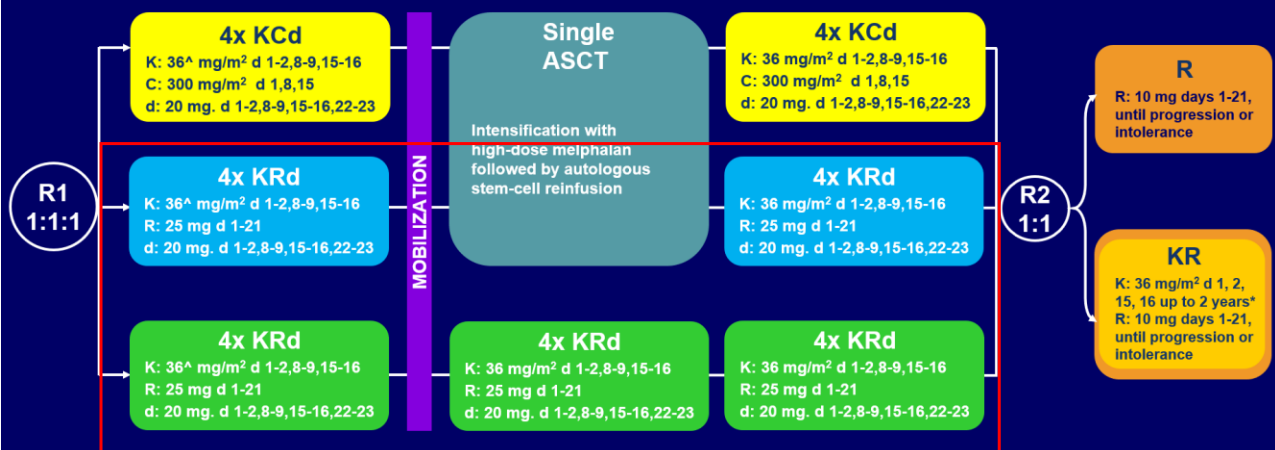 R1
1:1:1
4x KCd
K: 36^ mg/m² d 1-2,8-9,15-16
C: 300 mg/m² d 1,8,15
d: 20 mg. d 1-2,8-9,15-16,22-23
4x KRd
K: 36^ mg/m² d 1-2,8-9,15-16
R: 25 mg d 1-21
d: 20 mg. d 1-2,8-9,15-16,22-23
4x KRd
K: 36^ mg/m² d 1-2,8-9,15-16
R: 25 mg d 1-21
d: 20 mg. d 1-2,8-9,15-16,22-23
MOBILIZATION
Single
ASCT
Intensification with
high-dose melphalan
followed by autologous
stem-cell reinfusion
4x KRd
K: 36 mg/m² d 1-2,8-9,15-16
R: 25 mg d 1-21
d: 20 mg. d 1-2,8-9,15-16,22-23
4x KCd
K: 36 mg/m² d 1-2,8-9,15-16
C: 300 mg/m² d 1,8,15
d: 20 mg. d 1-2,8-9,15-16,22-23
4x KRd
K: 36 mg/m² d 1-2,8-9,15-16
R: 25 mg d 1-21
d: 20 mg. d 1-2,8-9,15-16,22-23
4x KRd
K: 36 mg/m² d 1-2,8-9,15-16
R: 25 mg d 1-21
d: 20 mg. d 1-2,8-9,15-16,22-23
R2
1:1
R
R: 10 mg days 1-21,
until progression or
intolerance
KR
K: 36 mg/m² d 1, 2,
15, 16 up to 2 years*
R: 10 mg days 1-21,
until progression or
intolerance